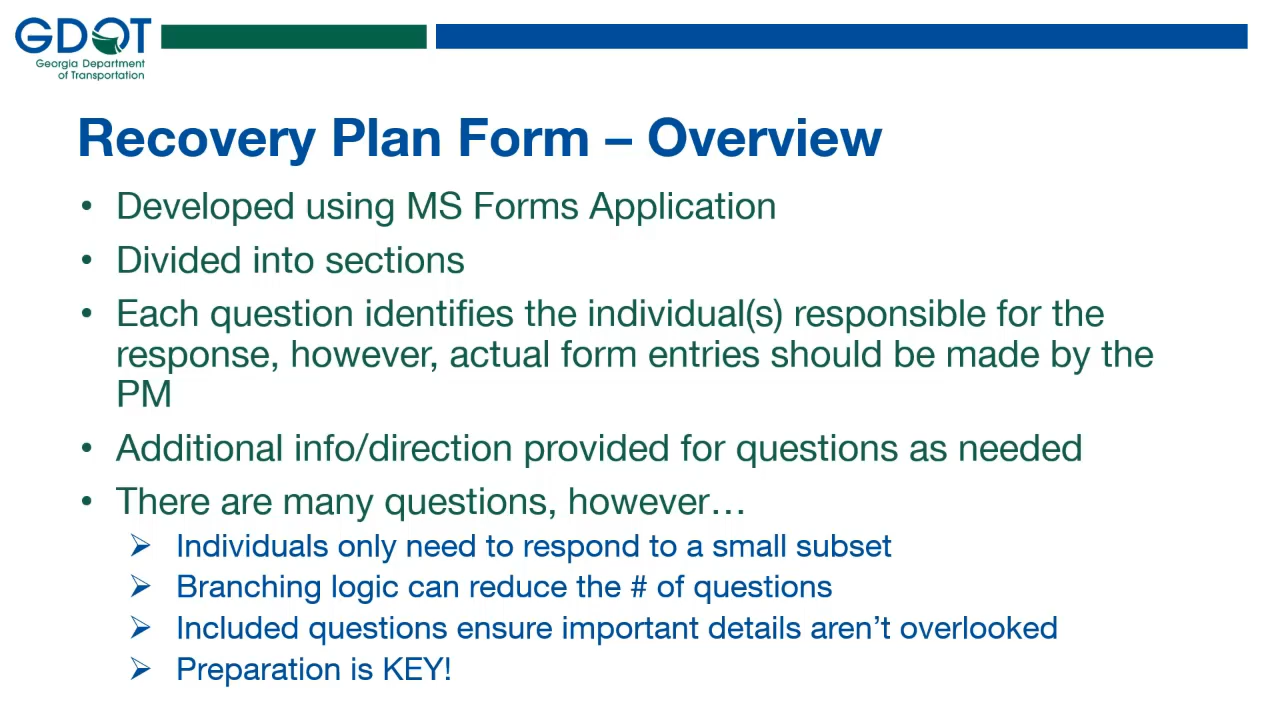 GDOT
Georgia Department
of Transportation
Recovery Plan Form – Overview
• Developed using MS Forms Application
• Divided into sections
• Each question identifies the individual(s) responsible for the
response, however, actual form entries should be made by the
PM
• Additional info/direction provided for questions as needed
• There are many questions, however…
➢ Individuals only need to respond to a small subset
➢ Branching logic can reduce the # of questions
➢ Included questions ensure important details aren’t overlooked
➢ Preparation is KEY!